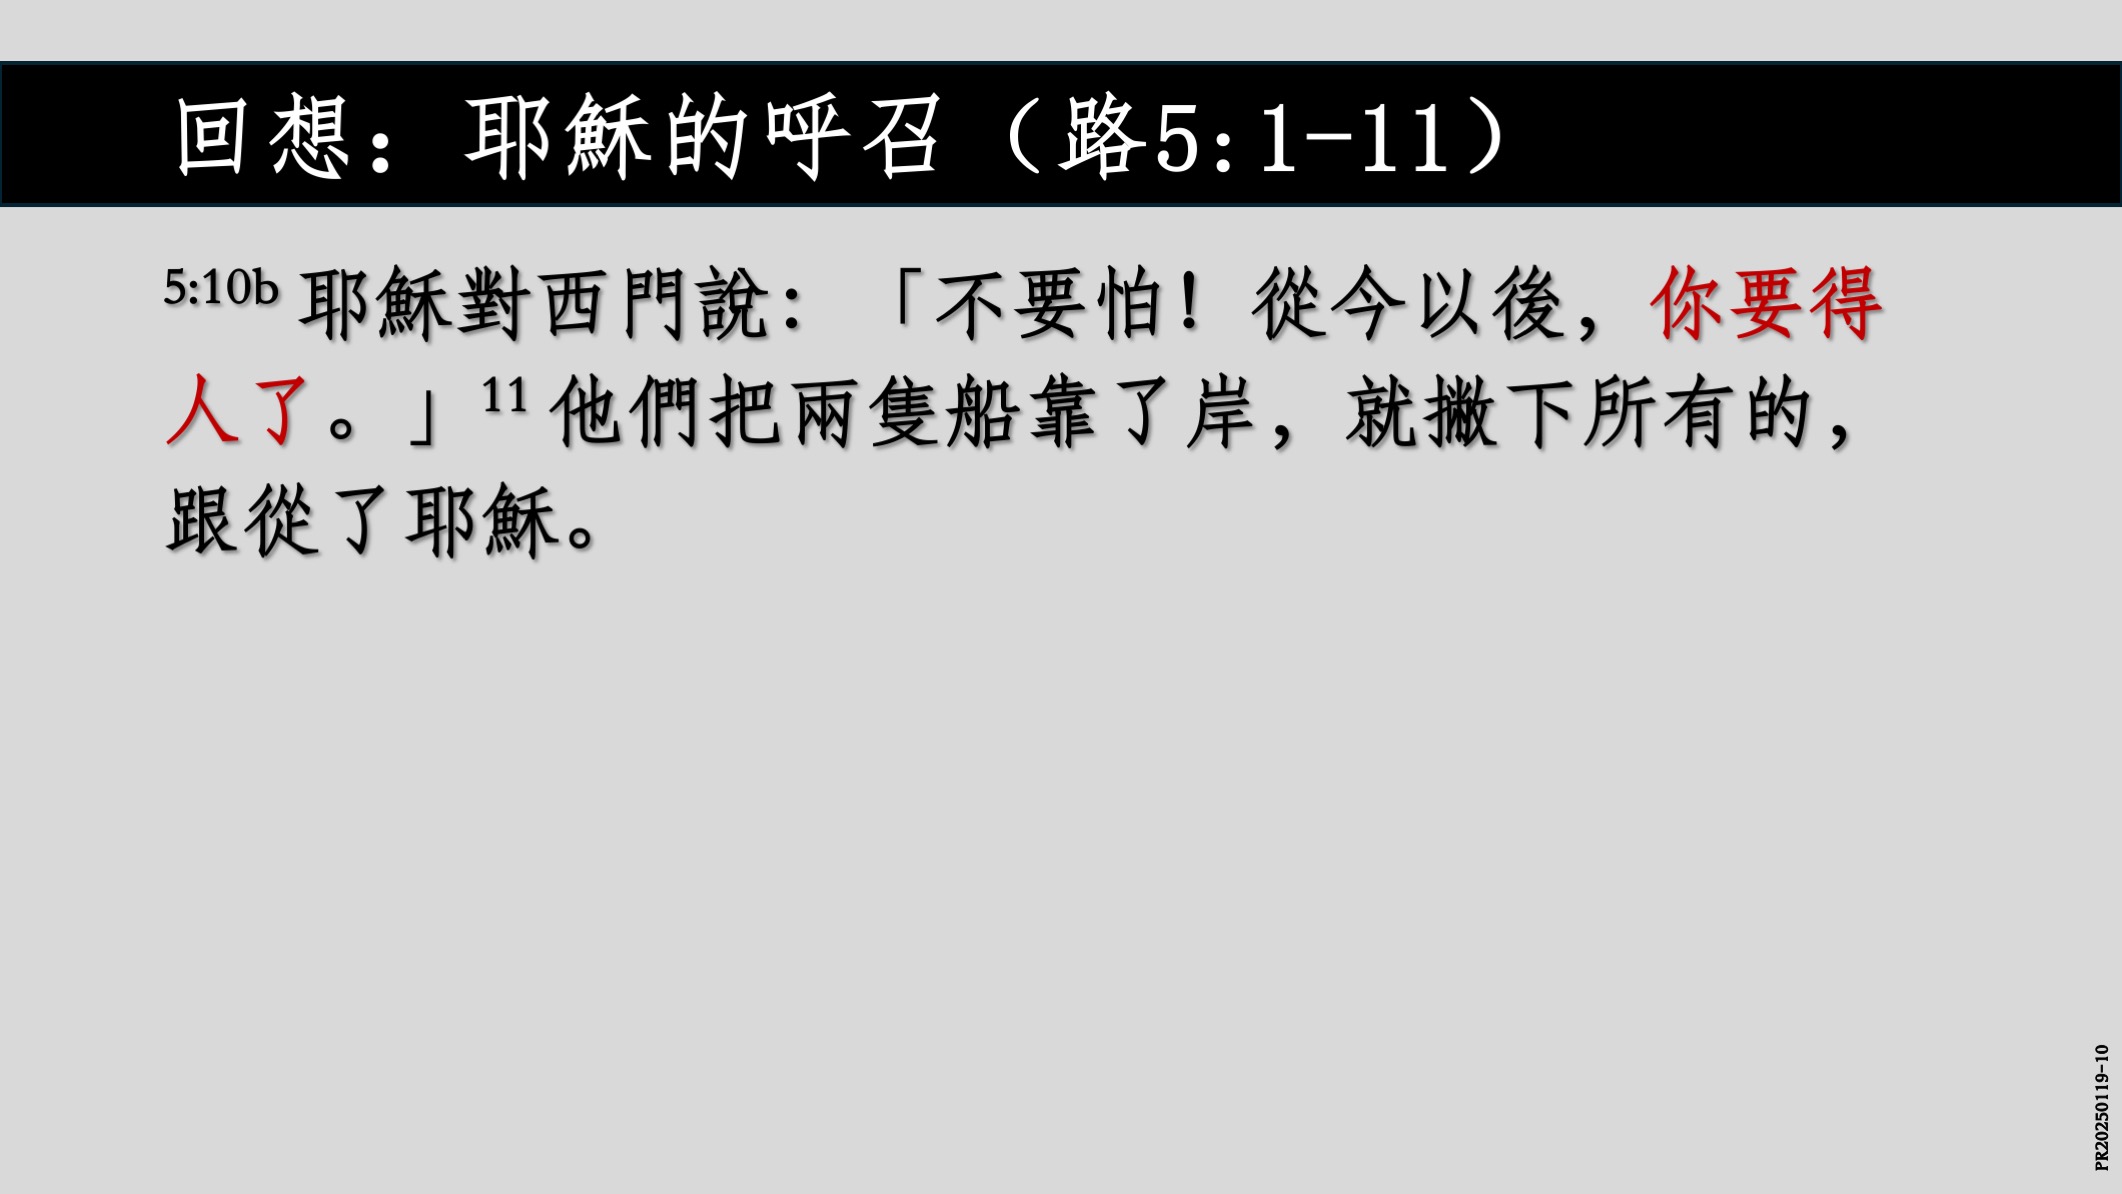 回想：耶穌的呼召（路5:1-11）
5:10b 耶穌對西門說：「不要怕！從今以後，你要得
人了。」11 他們把兩隻船靠了岸，就撇下所有的，
跟從了耶穌。
PR20250119-10